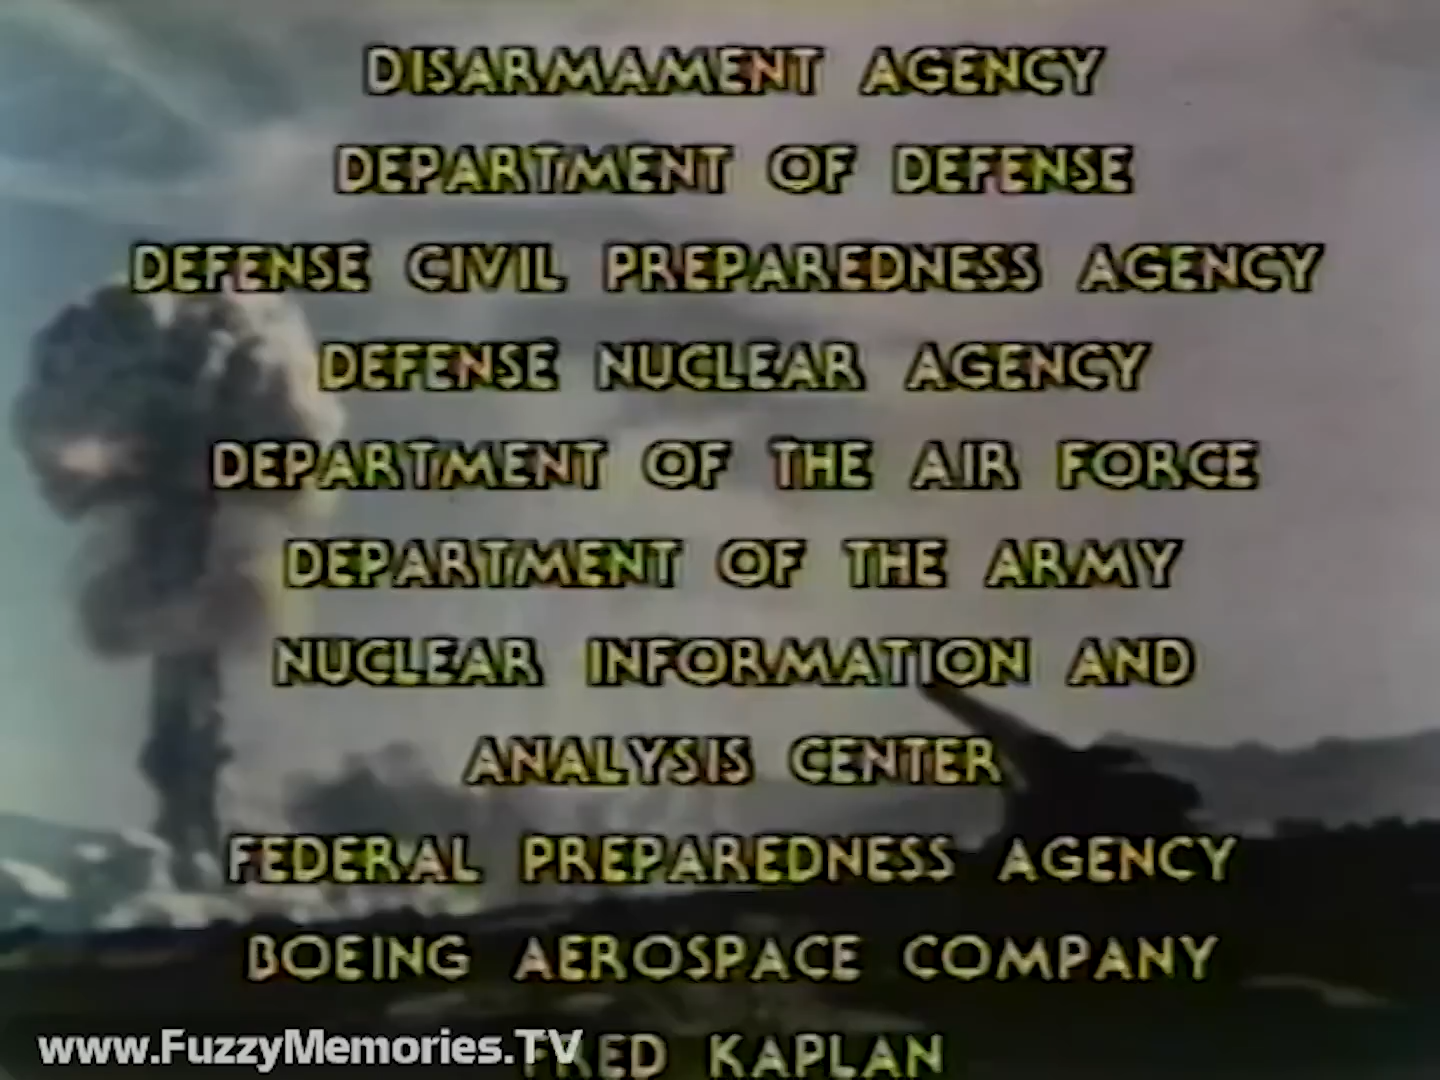 DISARMAMENT AGENCY
DEPARTMENT OF DEFENSE
DEFENSE CIVIL PREPAREDNESS AGENCY
DEFENSE NUCLEAR AGENCY
DEPARTMENT OF THE AIR FORCE
DEPARTMENT OF THE ARMY
NUCLEAR INFORMATION AND
ANALYSIS CENTER
FEDERAL PREPAREDNESS AGENCY
BOEING AEROSPACE COMPANY
FRED KAPLAN
www.FuzzyMemories.TV